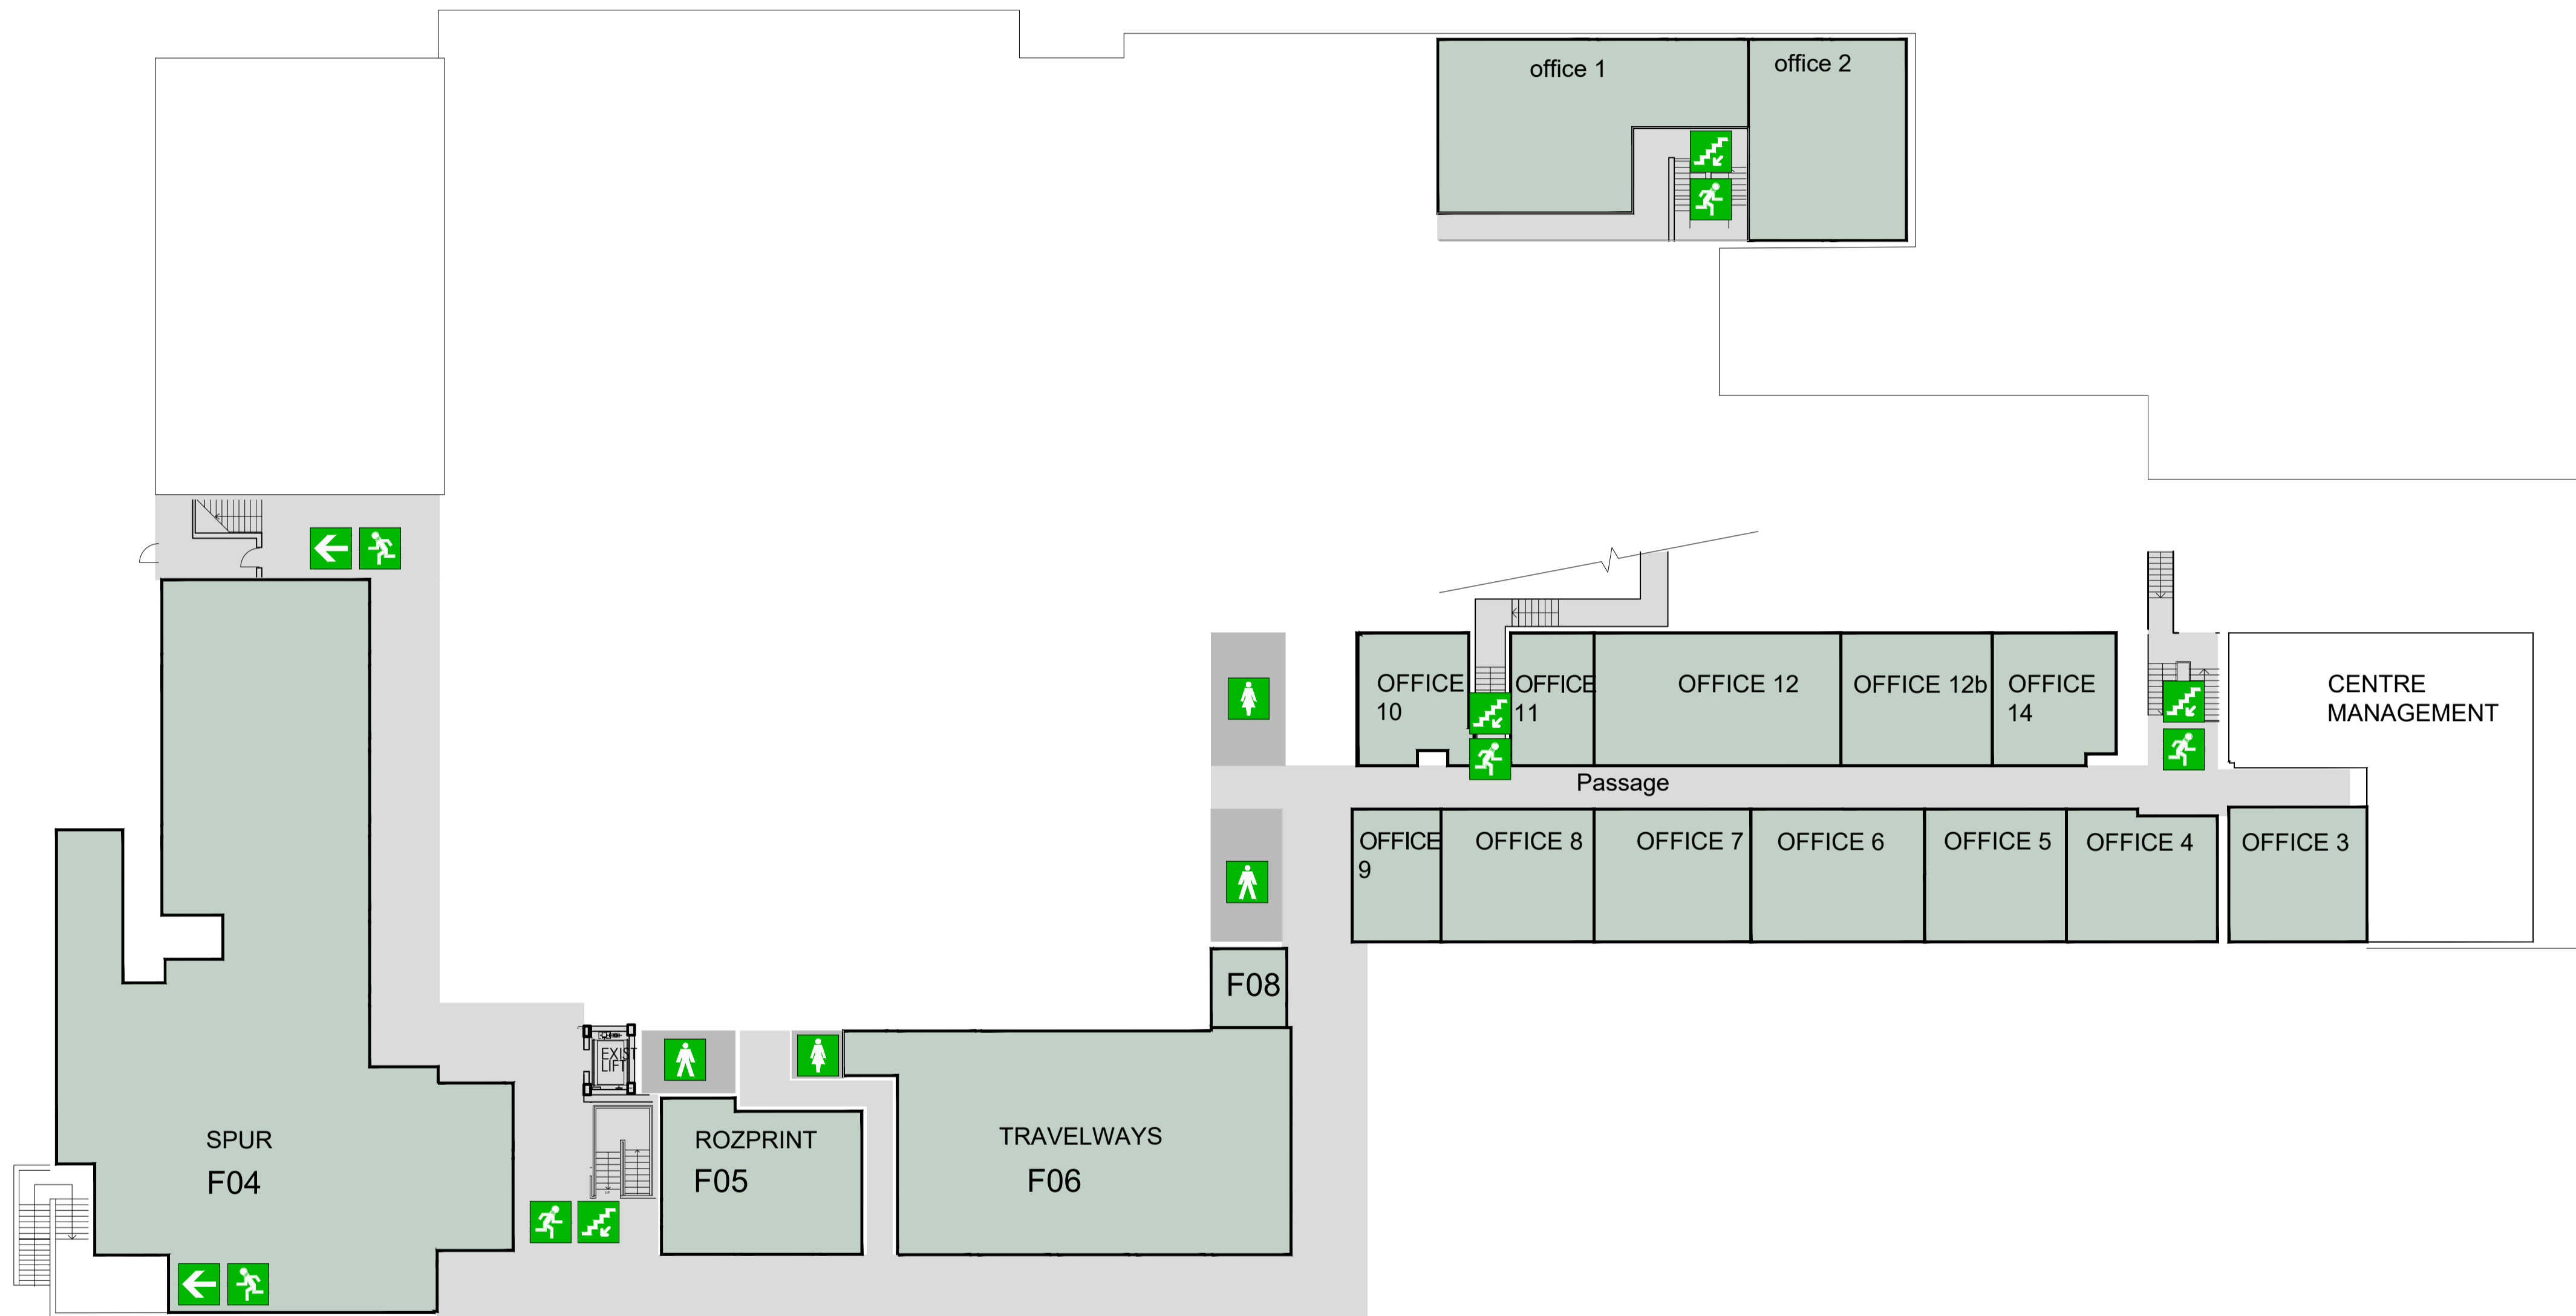 office 1
office 2
OFFICE
10
OFFICE
11
OFFICE 12
OFFICE 12b
OFFICE
14
CENTRE
MANAGEMENT
Passage
OFFICE
9
OFFICE 8
OFFICE 7
OFFICE 6
OFFICE 5
OFFICE 4
OFFICE 3
F08
EXIST
LIFT
SPUR
F04
ROZPRINT
F05
TRAVELWAYS
F06